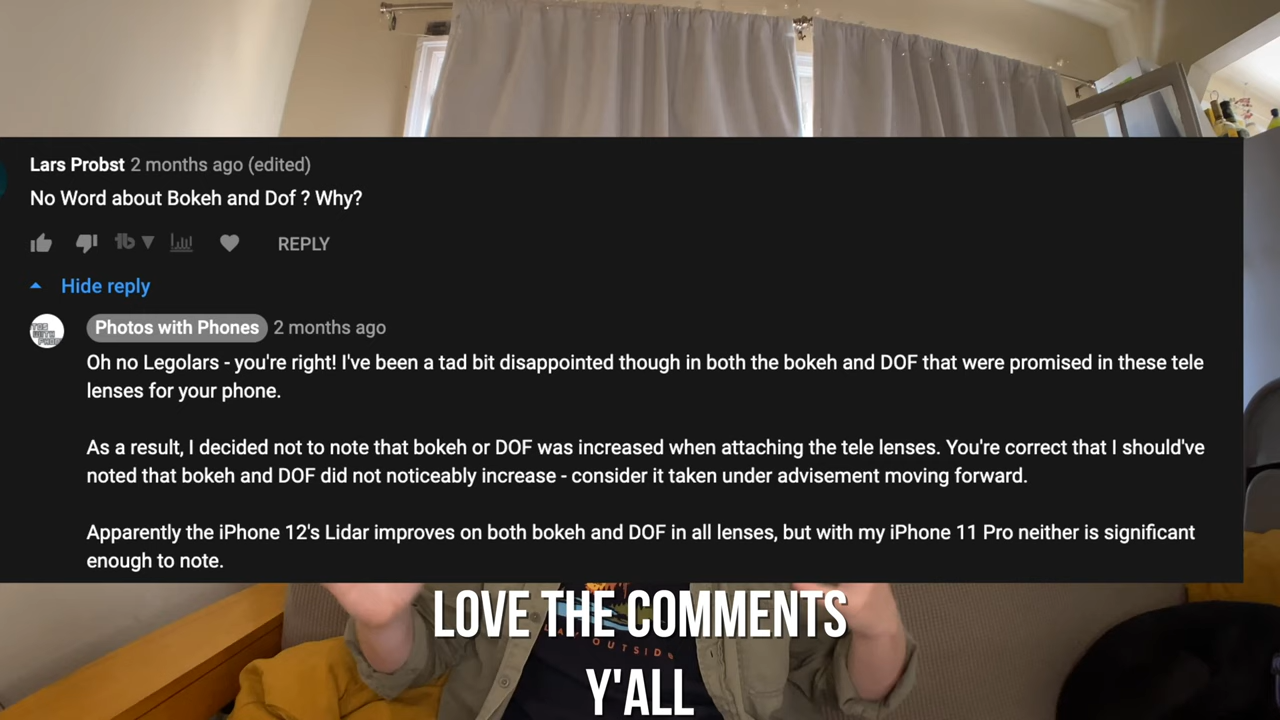 Lars Probst 2 months ago (edited)
No Word about Bokeh and Dof ? Why?
REPLY
Hide reply
Photos with Phones 2 months ago
Oh no Legolars - you're right! I've been a tad bit disappointed though in both the bokeh and DOF that were promised in these tele
lenses for your phone.
As a result, I decided not to note that bokeh or DOF was increased when attaching the tele lenses. You're correct that I should've
noted that bokeh and DOF did not noticeably increase - consider it taken under advisement moving forward.
Apparently the iPhone 12's Lidar improves on both bokeh and DOF in all lenses, but with my iPhone 11 Pro neither is significant
enough to note.
LOVE THE COMMENTS
Y'ALL